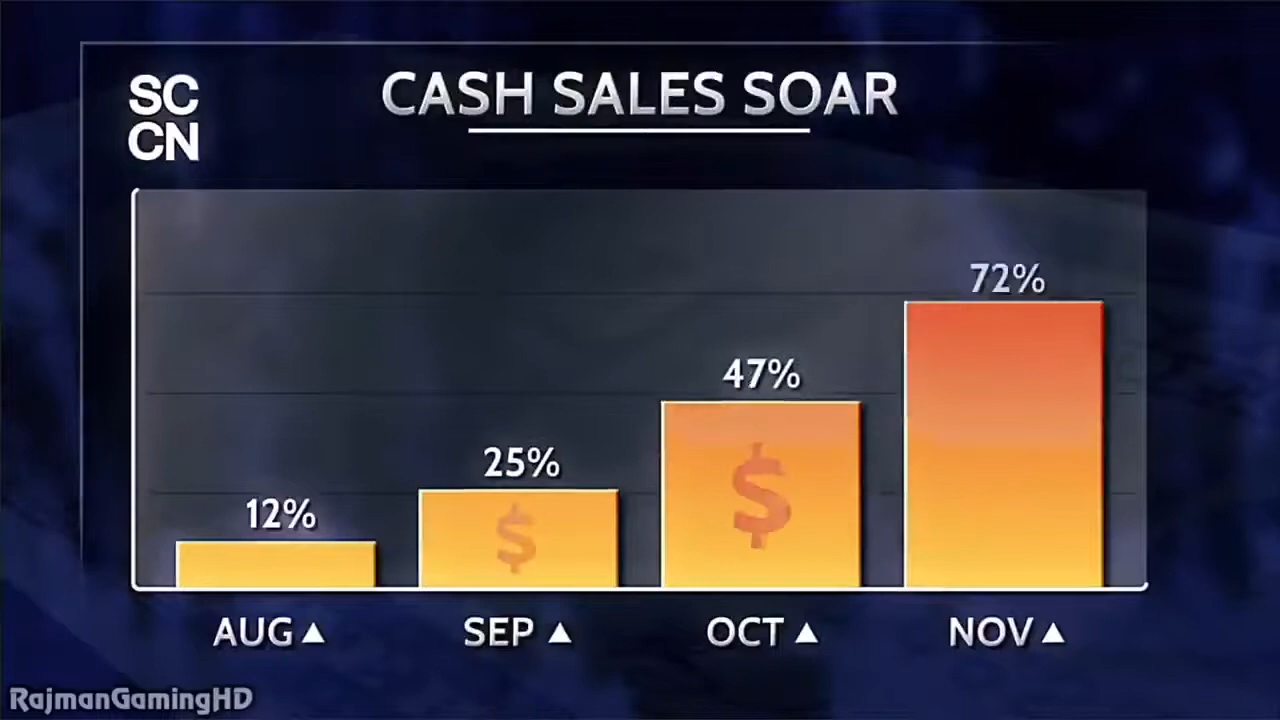 SC
CN
CASH SALES SOAR
72%
47%
25%
12%
$
$
AUG ▲
SEP ▲
OCT ▲
NOV ▲
RajmanGamingHD